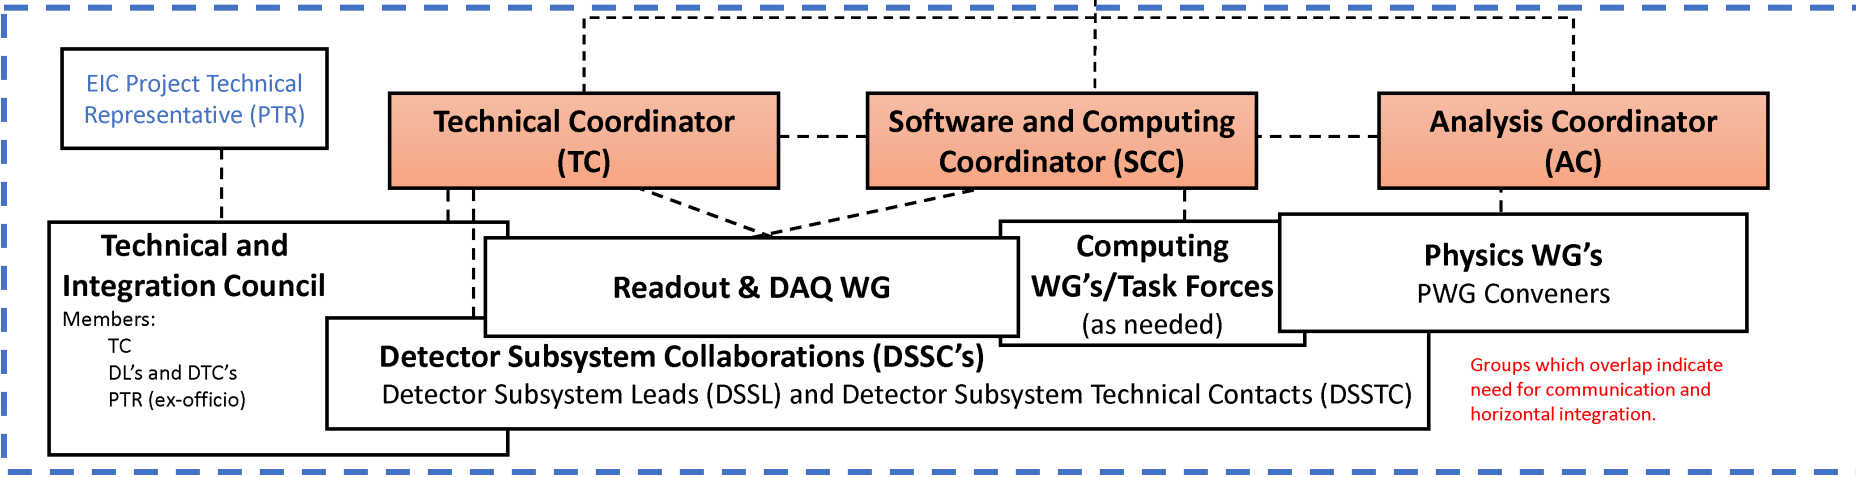 EIC Project Technical
Representative (PTR)
Technical Coordinator
(TC)
Software and Computing
Coordinator (SCC)
Analysis Coordinator
(AC)
Technical and
Integration Council
Members:
TC
DL's and DTC's
PTR (ex-officio)
Readout & DAQ WG
Computing
WG's/Task Forces
(as needed)
Physics WG's
PWG Conveners
Detector Subsystem Collaborations (DSSC's)
Detector Subsystem Leads (DSSL) and Detector Subsystem Technical Contacts (DSSTC)
Groups which overlap indicate
need for communication and
horizontal integration.